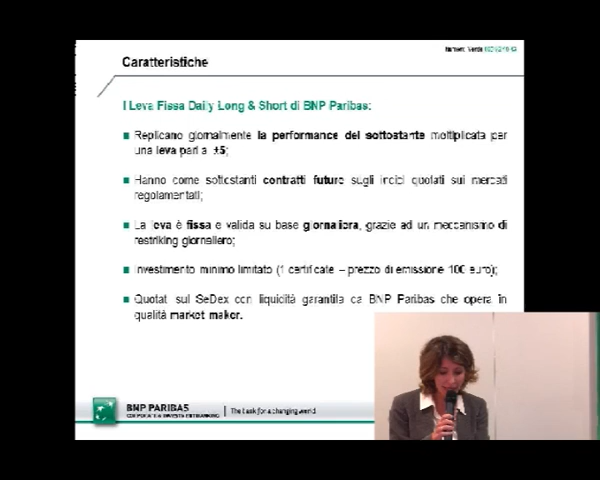 Caratteristiche
I Leva Fissa Daily Long & Short di BNP Paribas:
Replicano giornalmente la performance del sottostante moltiplicata per
una leva pari a ±5;
Hanno come sottostanti contratti future sugli indici quotati sui mercati
regolamentati;
La leva è fissa e valida su base giornaliera, grazie ad un meccanismo di
restriking giornaliero;
Investimento minimo limitato (1 certificate – prezzo di emissione 100 euro);
Quotati sul SeDex con liquidità garantita da BNP Paribas che opera in
qualità market maker.
BNP PARIBAS
CORPORATE & INVESTMENT BANKING
The bank for a changing world